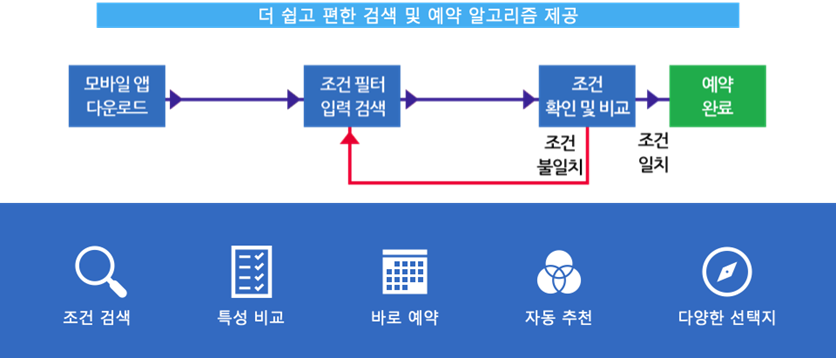 더 쉽고 편한 검색 및 예약 알고리즘 제공
모바일 앱
다운로드
조건 필터
입력 검색
조건
확인 및 비교
예약
완료
조건
불일치
조건
일치
조건 검색
특성 비교
바로 예약
자동 추천
다양한 선택지